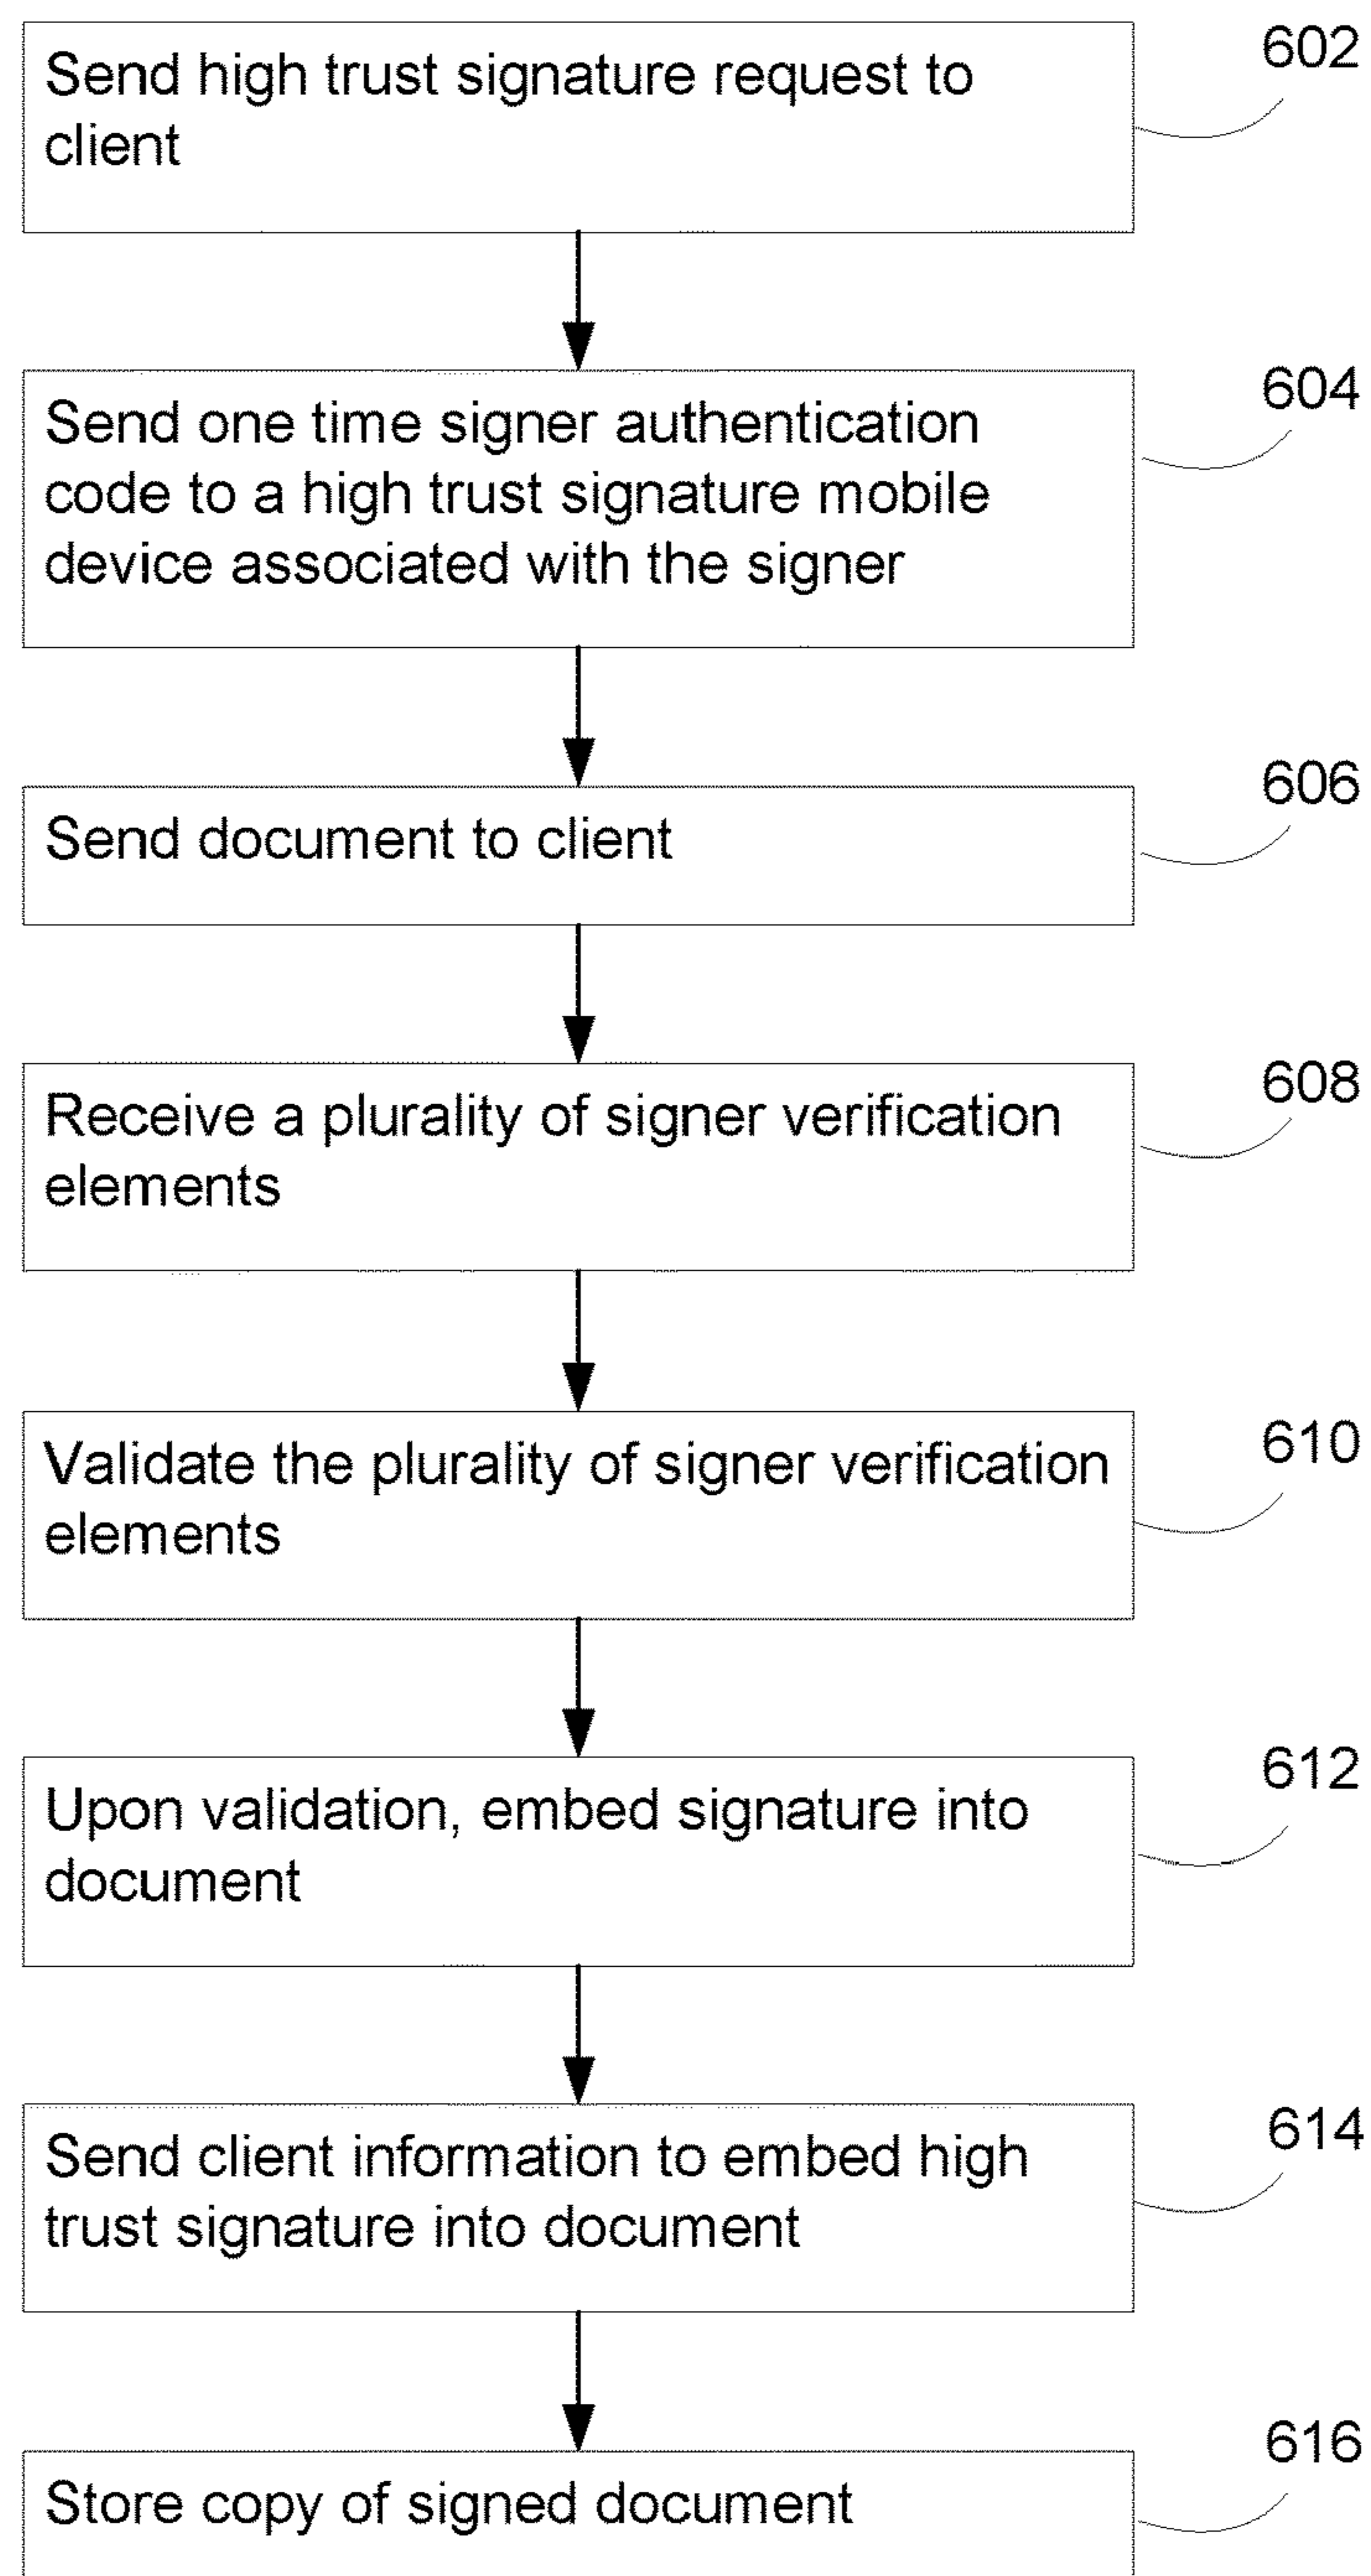 602
Send high trust signature request to
client
604
Send one time signer authentication
code to a high trust signature mobile
device associated with the signer
606
Send document to client
608
Receive a plurality of signer verification
elements
610
Validate the plurality of signer verification
elements
612
Upon validation, embed signature into
document
614
Send client information to embed high
trust signature into document
616
Store copy of signed document